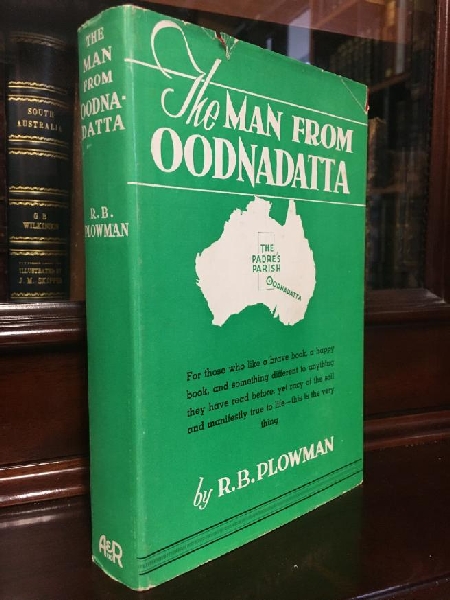 SOUTH
AUSTRALIA
G. B
WILKINSON
ILLUSTRATED BY
THE
MAN
FROM
OODNA-
DATTA
R.B.
PLOWMAN
A&R
The MAN FROM
OODNADATTA
THE
PADRE'S
PARISH
OODNADATTA
For those who like a brave book, a happy
book, and something different to anything
they have read before, yet racy of the soil
and manifestly true to life—this is the very
thing
by R.B. PLOWMAN